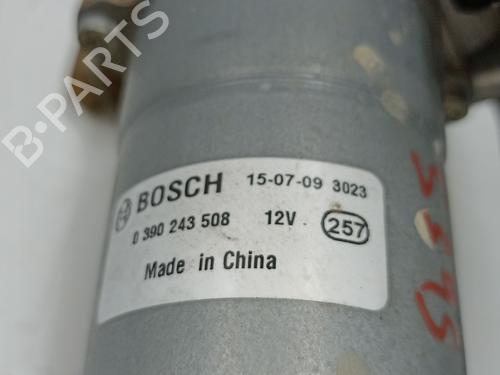 B-PARTS
BOSCH 15-07-09 3023
0 390 243 508 12V 257
Made in China